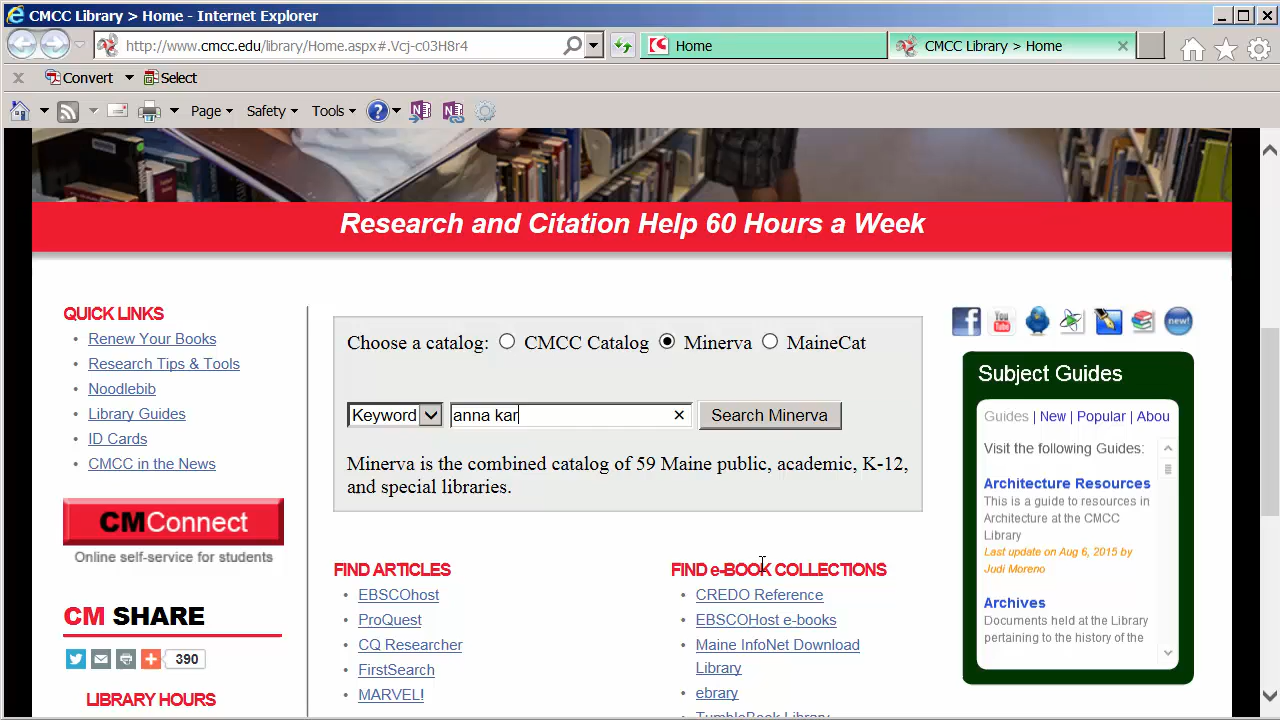 CMCC Library > Home - Internet Explorer
http://www.cmcc.edu/library/Home.aspx#.Vcj-c03H8r4
Home
CMCC Library > Home
Convert
Select
Page
Safety
Tools
Research and Citation Help 60 Hours a Week
QUICK LINKS
Renew Your Books
Research Tips & Tools
Noodlebib
Library Guides
ID Cards
CMCC in the News
CMConnect
Online self-service for students
CM SHARE
390
LIBRARY HOURS
Choose a catalog: CMCC Catalog Minerva MaineCat
Keyword anna kar Search Minerva
Minerva is the combined catalog of 59 Maine public, academic, K-12,
and special libraries.
FIND ARTICLES
EBSCOhost
ProQuest
CQ Researcher
FirstSearch
MARVEL!
FIND e-BOOK COLLECTIONS
CREDO Reference
EBSCOHost e-books
Maine InfoNet Download
Library
ebrary
TumbleBook Library
You
Tube
new!
Subject Guides
Guides | New | Popular | Abou
Visit the following Guides:
Architecture Resources
This is a guide to resources in
Architecture at the CMCC
Library
Last update on Aug 6, 2015 by
Judi Moreno
Archives
Documents held at the Library
pertaining to the history of the